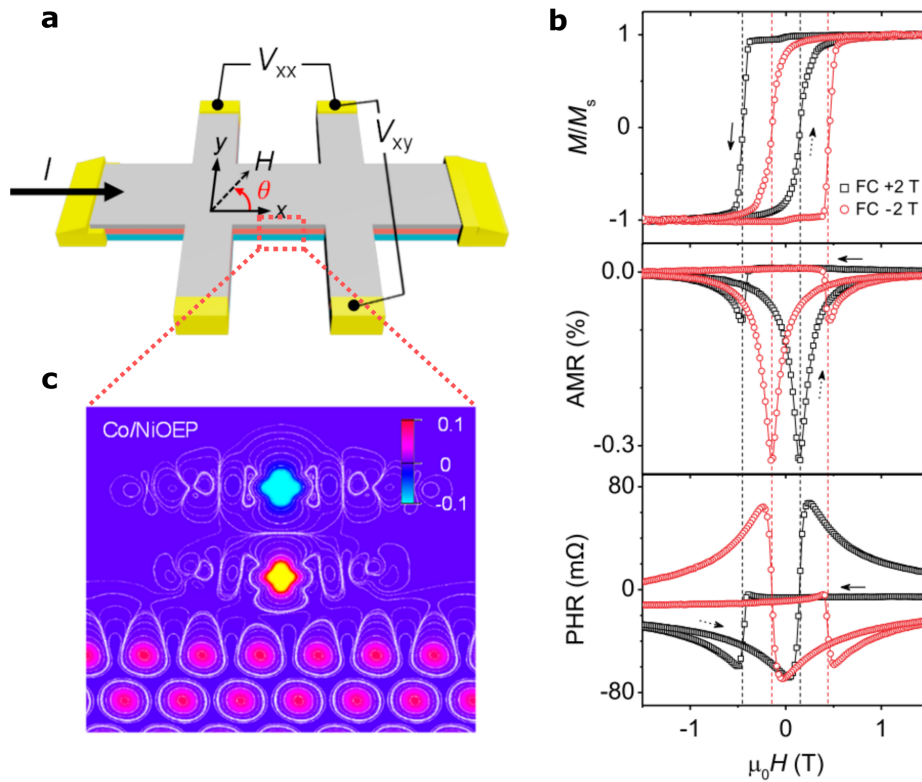 a
V_xx
V_xy
I
y
H
θ
x
c
Co/NiOEP
0.1
0
-0.1
b
M/M_s
1
0
-1
FC +2 T
FC -2 T
AMR (%)
0.0
-0.3
PHR (mΩ)
80
0
-80
-1
0
1
μ₀H (T)